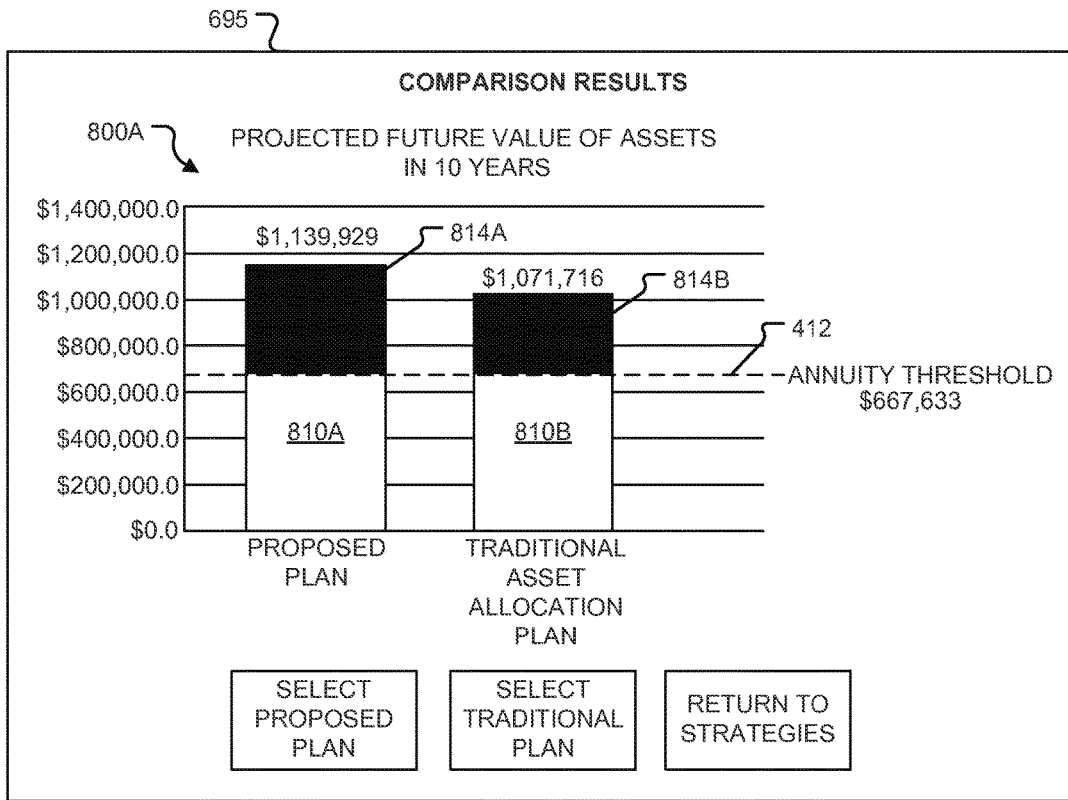 695
COMPARISON RESULTS
800A
PROJECTED FUTURE VALUE OF ASSETS
IN 10 YEARS
$1,400,000.0
$1,200,000.0
$1,000,000.0
$800,000.0
$600,000.0
$400,000.0
$200,000.0
$0.0
$1,139,929
814A
$1,071,716
814B
412
ANNUITY THRESHOLD
$667,633
810A
810B
PROPOSED
PLAN
TRADITIONAL
ASSET
ALLOCATION
PLAN
SELECT
PROPOSED
PLAN
SELECT
TRADITIONAL
PLAN
RETURN TO
STRATEGIES